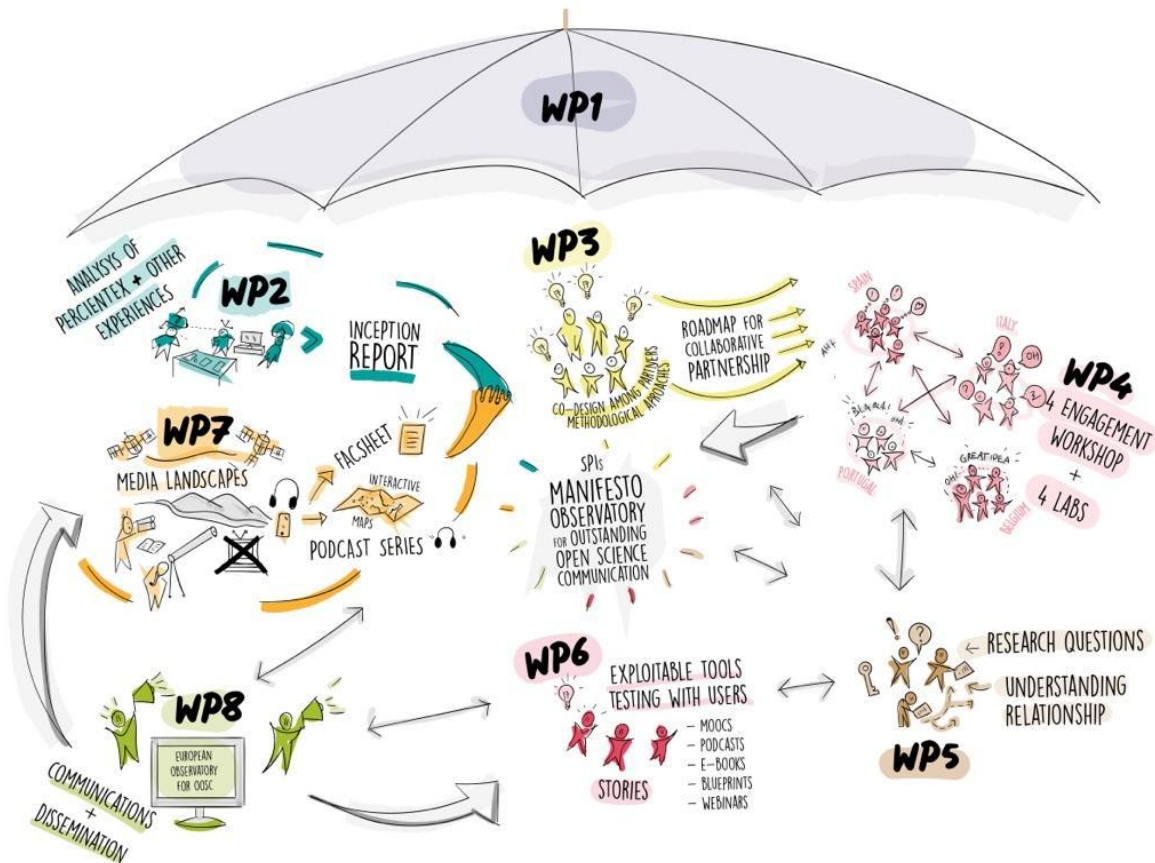 WP1
ANALYSYS OF
PERCIENTEX + OTHER
EXPERIENCES
WP2
INCEPTION
REPORT
WP3
CO-DESIGN AMONG PARTNERS
METHODOLOGICAL APPROACHES
ROADMAP FOR
COLLABORATIVE
PARTNERSHIP
SPAIN
ITALY
OH
BLA BLA!
OHA
PORTUGAL
GREAT IDEA
OH!
BELGIUM
WP4
4 ENGAGEMENT
WORKSHOP
+
4 LABS
WP7
MEDIA LANDSCAPES
FACSHEET
INTERACTIVE
MAPS
PODCAST SERIES
SPIs
MANIFESTO
OBSERVATORY
FOR OUTSTANDING
OPEN SCIENCE
COMMUNICATION
WP8
EUROPEAN
OBSERVATORY
FOR OOSC
COMMUNICATIONS
+
DISSEMINATION
WP6
EXPLOITABLE TOOLS
TESTING WITH USERS
- MOOCS
- PODCASTS
- E-BOOKS
- BLUEPRINTS
- WEBINARS
STORIES
! ?
← RESEARCH QUESTIONS
UNDERSTANDING
RELATIONSHIP
WP5